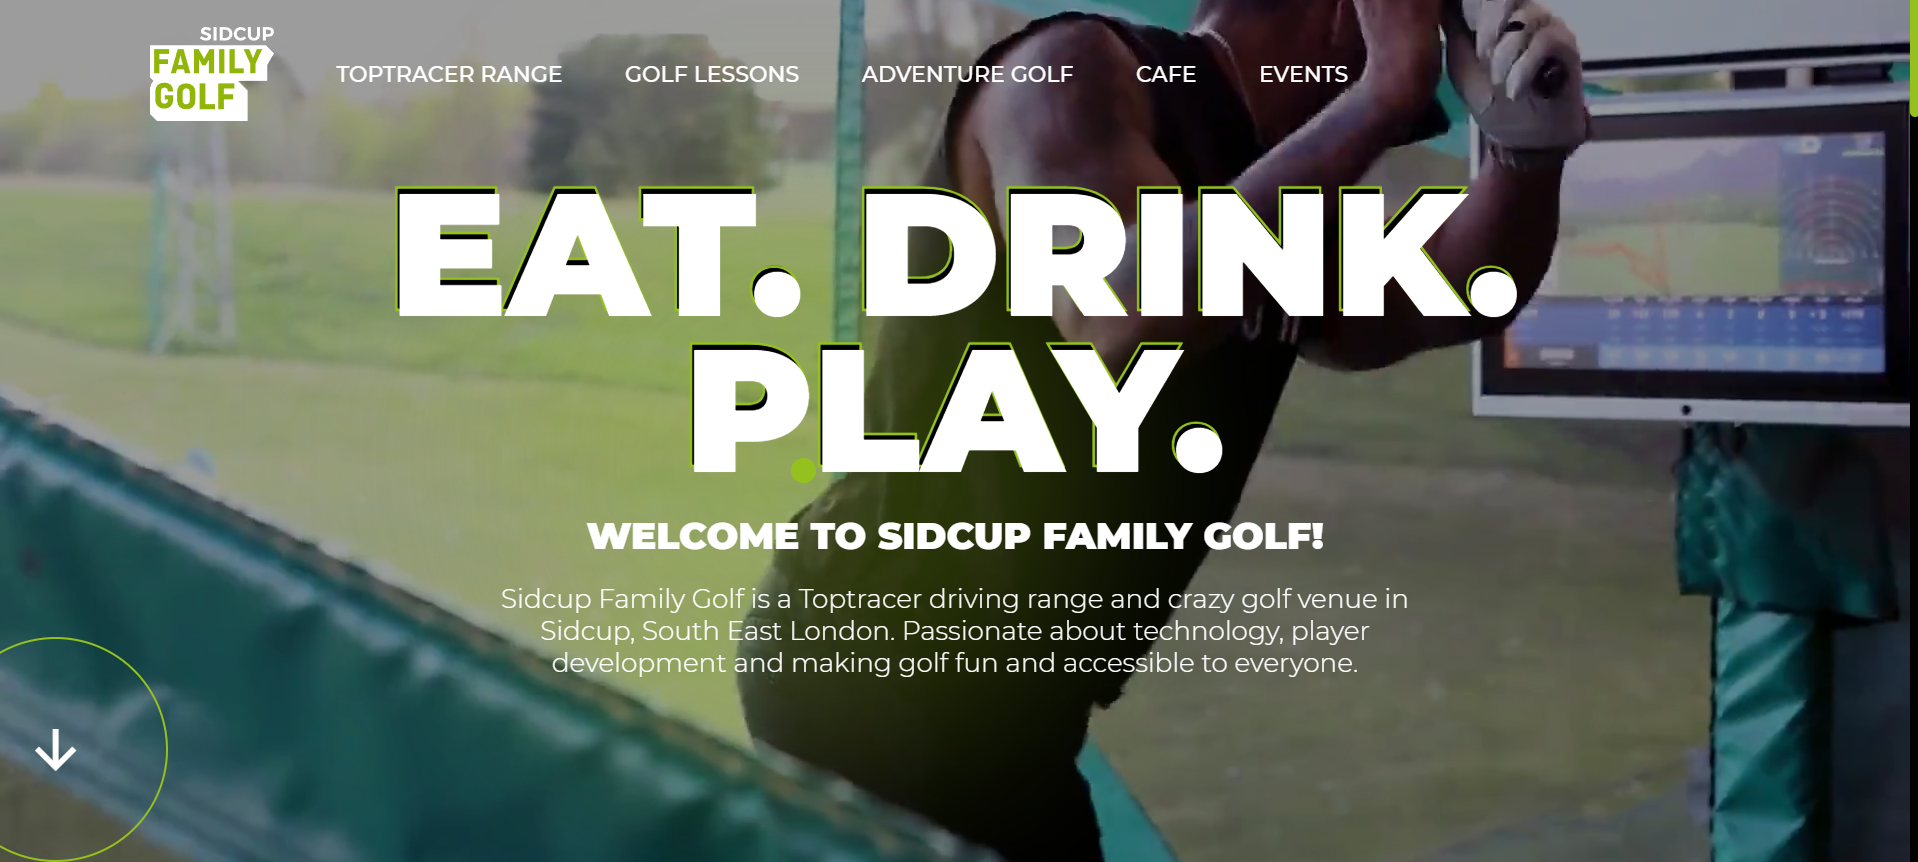 SIDCUP
FAMILY
GOLF
TOPTRACER RANGE
GOLF LESSONS
ADVENTURE GOLF
CAFE
EVENTS
EAT. DRINK.
PLAY.
WELCOME TO SIDCUP FAMILY GOLF!
Sidcup Family Golf is a Toptracer driving range and crazy golf venue in
Sidcup, South East London. Passionate about technology, player
development and making golf fun and accessible to everyone.